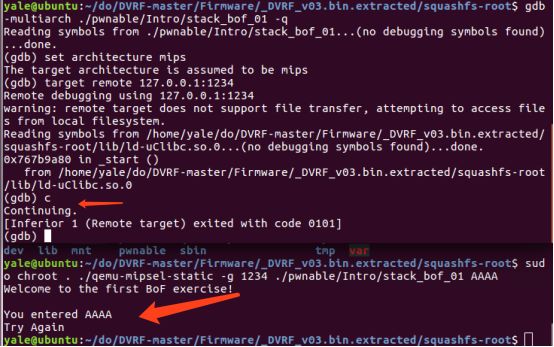 yale@ubuntu:~/do/DVRF-master/Firmware/_DVRF_v03.bin.extracted/squashfs-root$ gdb
-multiarch ./pwnable/Intro/stack_bof_01 -q
Reading symbols from ./pwnable/Intro/stack_bof_01...(no debugging symbols found)
...done.
(gdb) set architecture mips
The target architecture is assumed to be mips
(gdb) target remote 127.0.0.1:1234
Remote debugging using 127.0.0.1:1234
warning: remote target does not support file transfer, attempting to access file
s from local filesystem.
Reading symbols from /home/yale/do/DVRF-master/Firmware/_DVRF_v03.bin.extracted/
squashfs-root/lib/ld-uClibc.so.0...(no debugging symbols found)...done.
0x767b9a80 in _start ()
from /home/yale/do/DVRF-master/Firmware/_DVRF_v03.bin.extracted/squashfs-root
/lib/ld-uClibc.so.0
(gdb) c
Continuing.
[Inferior 1 (Remote target) exited with code 0101]
(gdb)
dev lib mnt pwnable sbin tmp var
yale@ubuntu:~/do/DVRF-master/Firmware/_DVRF_v03.bin.extracted/squashfs-root$ sud
o chroot . ./qemu-mipsel-static -g 1234 ./pwnable/Intro/stack_bof_01 AAAA
Welcome to the first BoF exercise!
You entered AAAA
Try Again
yale@ubuntu:~/do/DVRF-master/Firmware/_DVRF_v03.bin.extracted/squashfs-root$